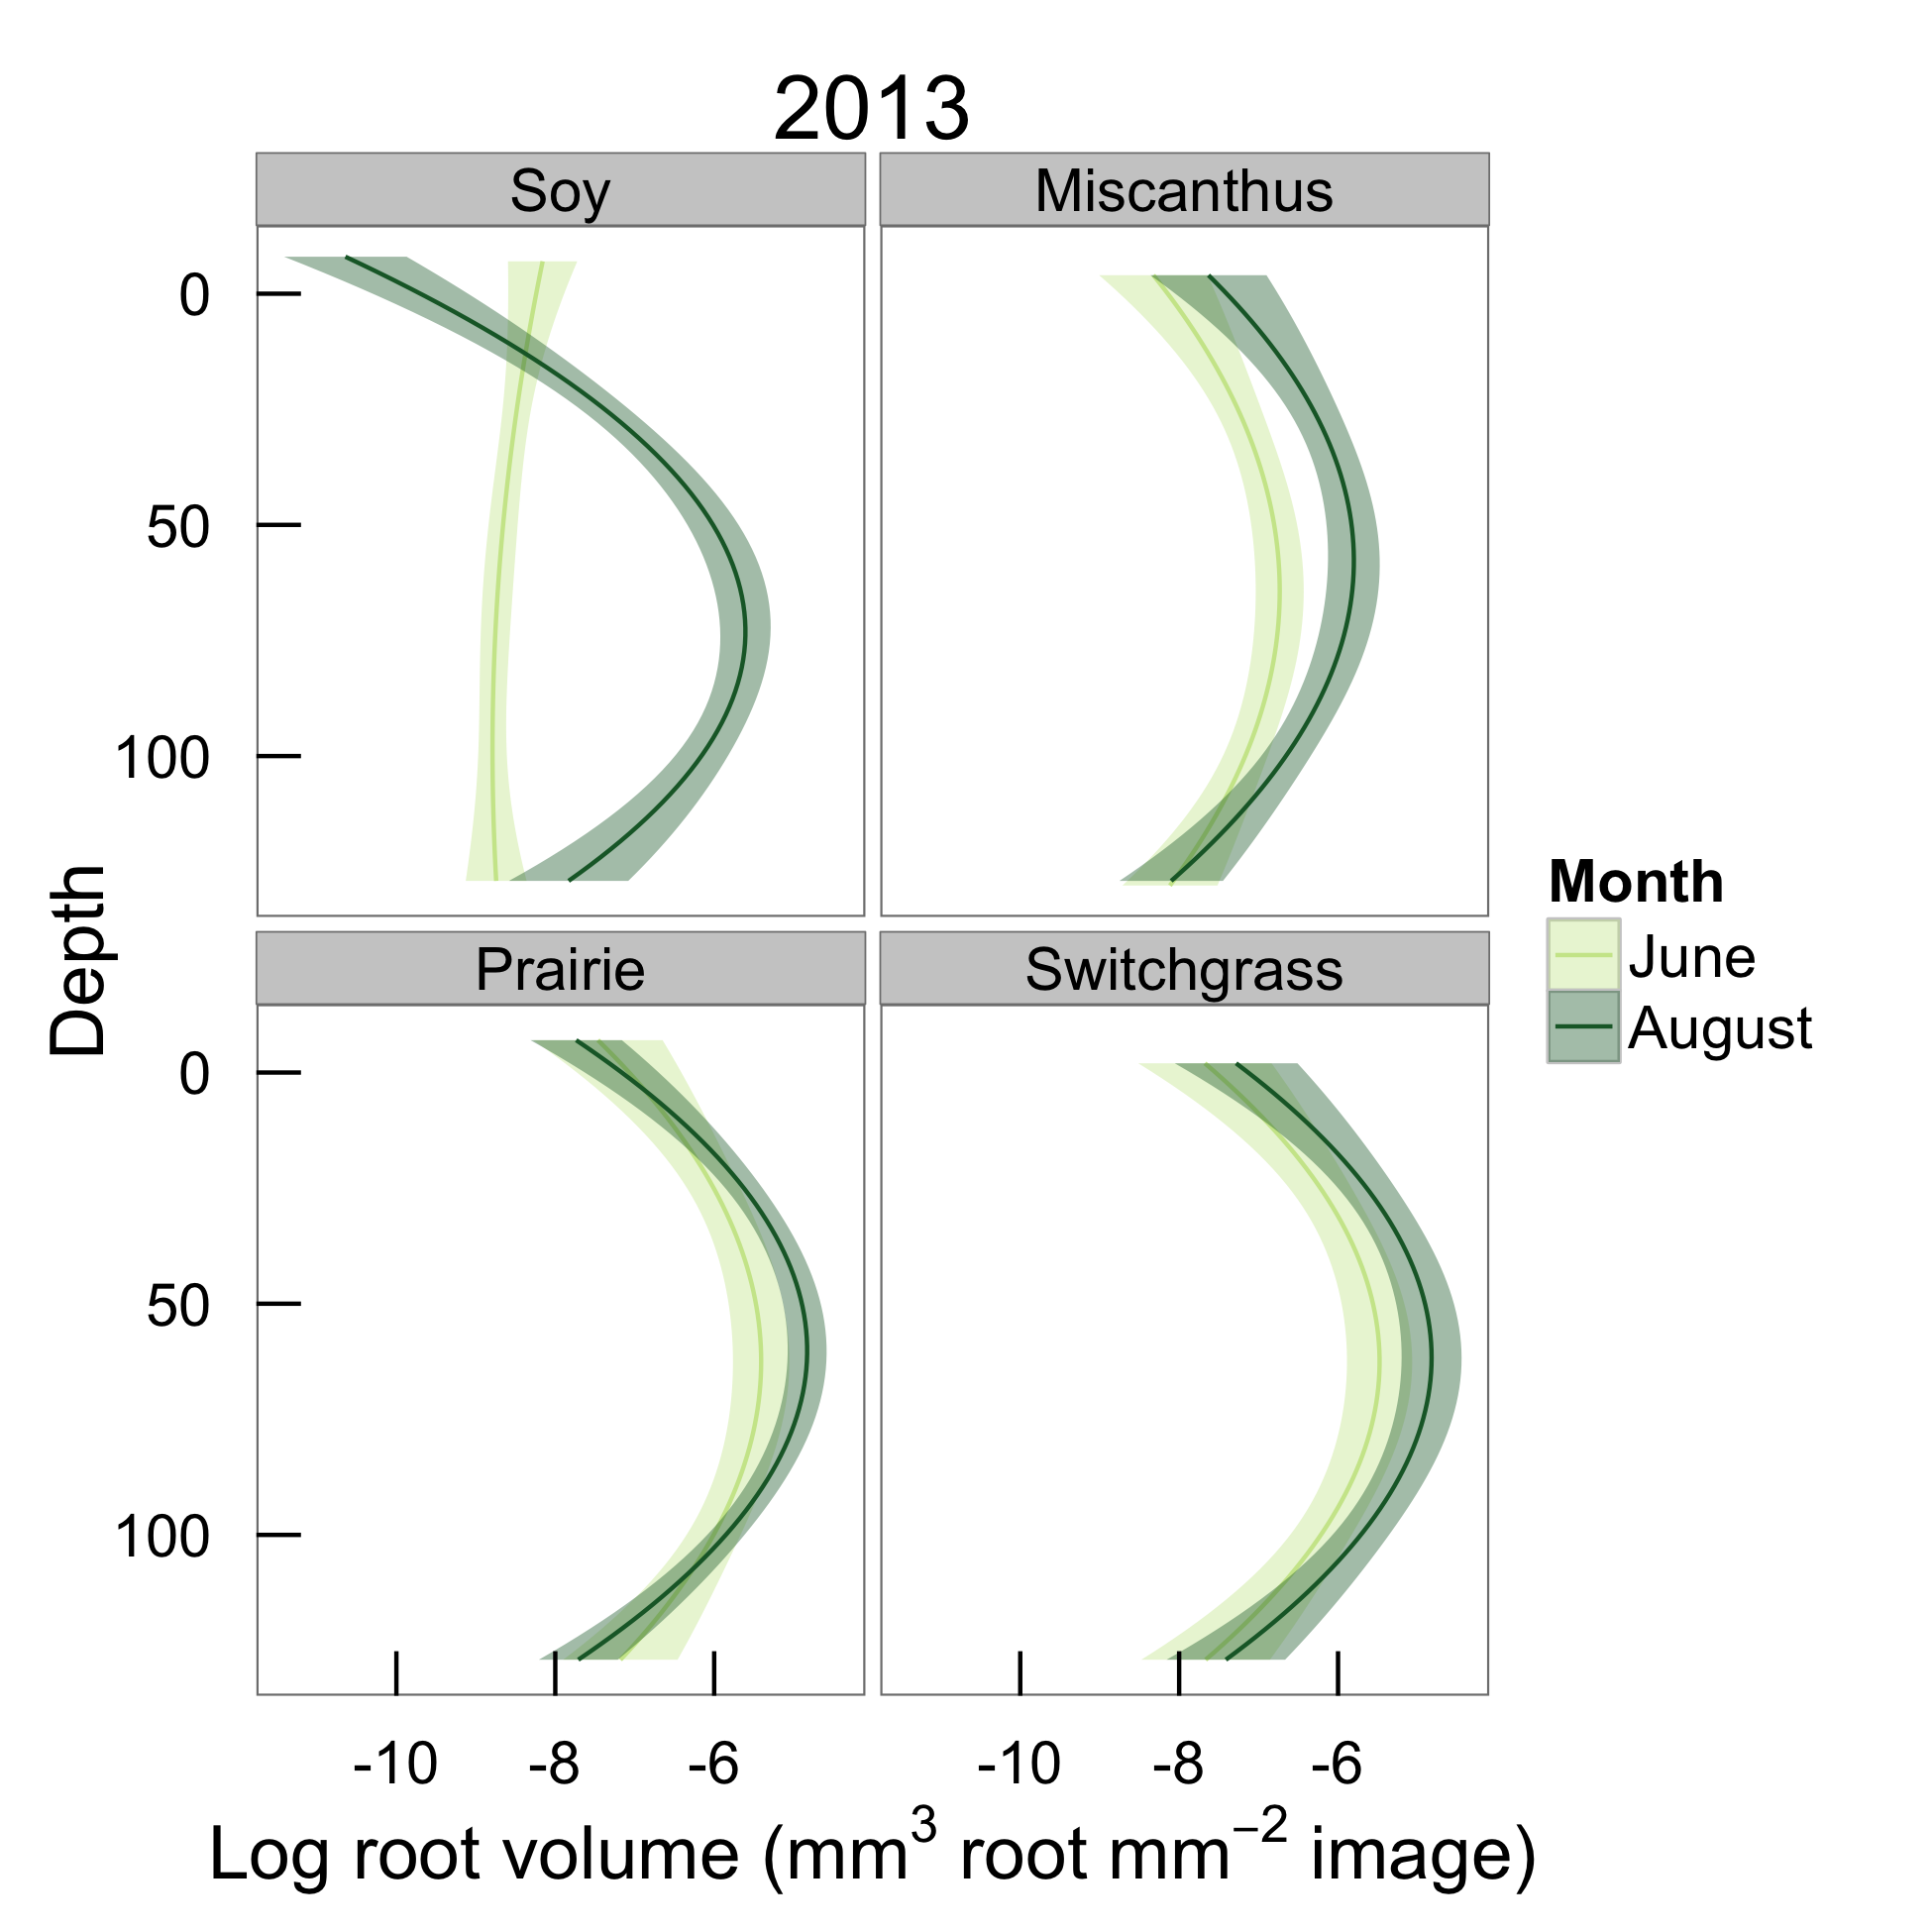 2013
Soy
Miscanthus
0
50
100
Depth
Prairie
Switchgrass
0
50
100
Month
June
August
-10
-8
-6
-10
-8
-6
Log root volume (mm³ root mm⁻² image)